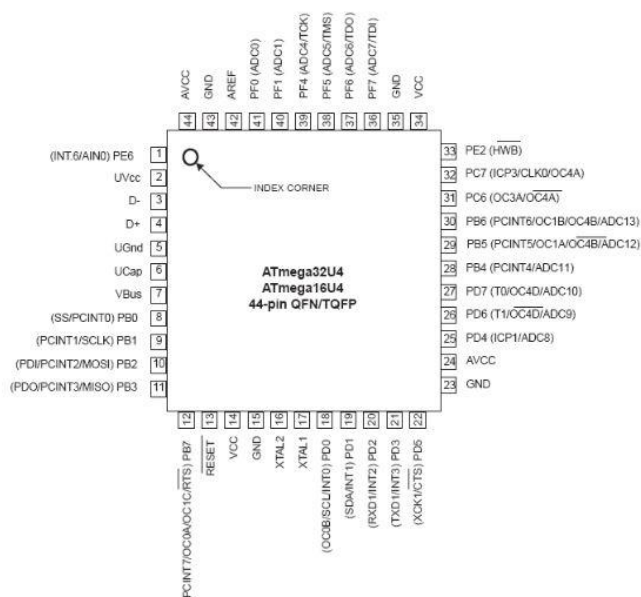 AVCC
GND
AREF
PF0 (ADC0)
PF1 (ADC1)
PF4 (ADC4/TCK)
PF5 (ADC5/TMS)
PF6 (ADC6/TDO)
PF7 (ADC7/TDI)
GND
VCC
44
43
42
41
40
39
38
37
36
35
34
(INT.6/AIN0) PE6 1
UVcc 2
D- 3
D+ 4
UGnd 5
UCap 6
VBus 7
(SS/PCINT0) PB0 8
(PCINT1/SCLK) PB1 9
(PDI/PCINT2/MOSI) PB2 10
(PDO/PCINT3/MISO) PB3 11
INDEX CORNER
ATmega32U4
ATmega16U4
44-pin QFN/TQFP
33 PE2 (HWB)
32 PC7 (ICP3/CLK0/OC4A)
31 PC6 (OC3A/OC4A)
30 PB6 (PCINT6/OC1B/OC4B/ADC13)
29 PB5 (PCINT5/OC1A/OC4B/ADC12)
28 PB4 (PCINT4/ADC11)
27 PD7 (T0/OC4D/ADC10)
26 PD6 (T1/OC4D/ADC9)
25 PD4 (ICP1/ADC8)
24 AVCC
23 GND
12
13
14
15
16
17
18
19
20
21
22
PCINT7/OC0A/OC1C/RTS) PB7
RESET
VCC
GND
XTAL2
XTAL1
(OC0B/SCL/INT0) PD0
(SDA/INT1) PD1
(RXD1/INT2) PD2
(TXD1/INT3) PD3
(XCK1/CTS) PD5